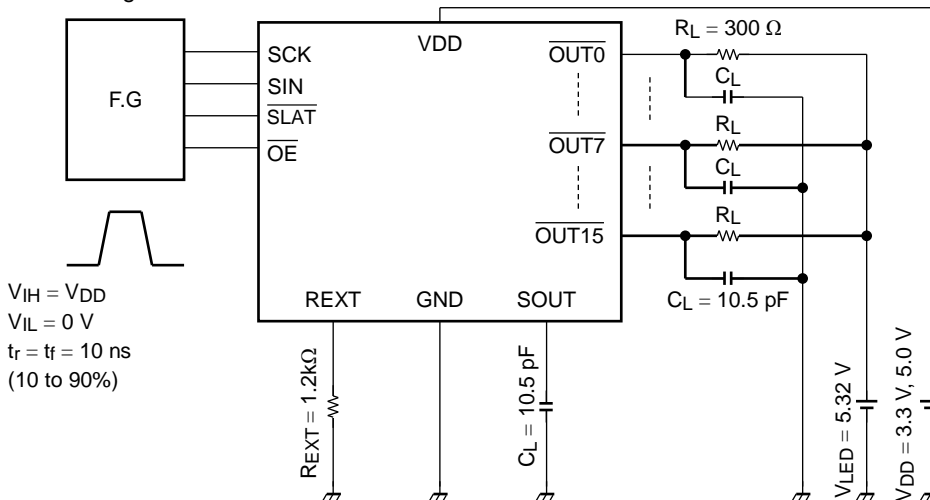 RL = 300 Ω
VDD
OUT0
SCK
CL
SIN
F.G
SLAT
RL
OE
OUT7
CL
RL
OUT15
VIH = VDD
REXT
GND
SOUT
CL = 10.5 pF
VIL = 0 V
tr = tf = 10 ns
(10 to 90%)
REXT = 1.2kΩ
CL = 10.5 pF
VLED = 5.32 V
VDD = 3.3 V, 5.0 V